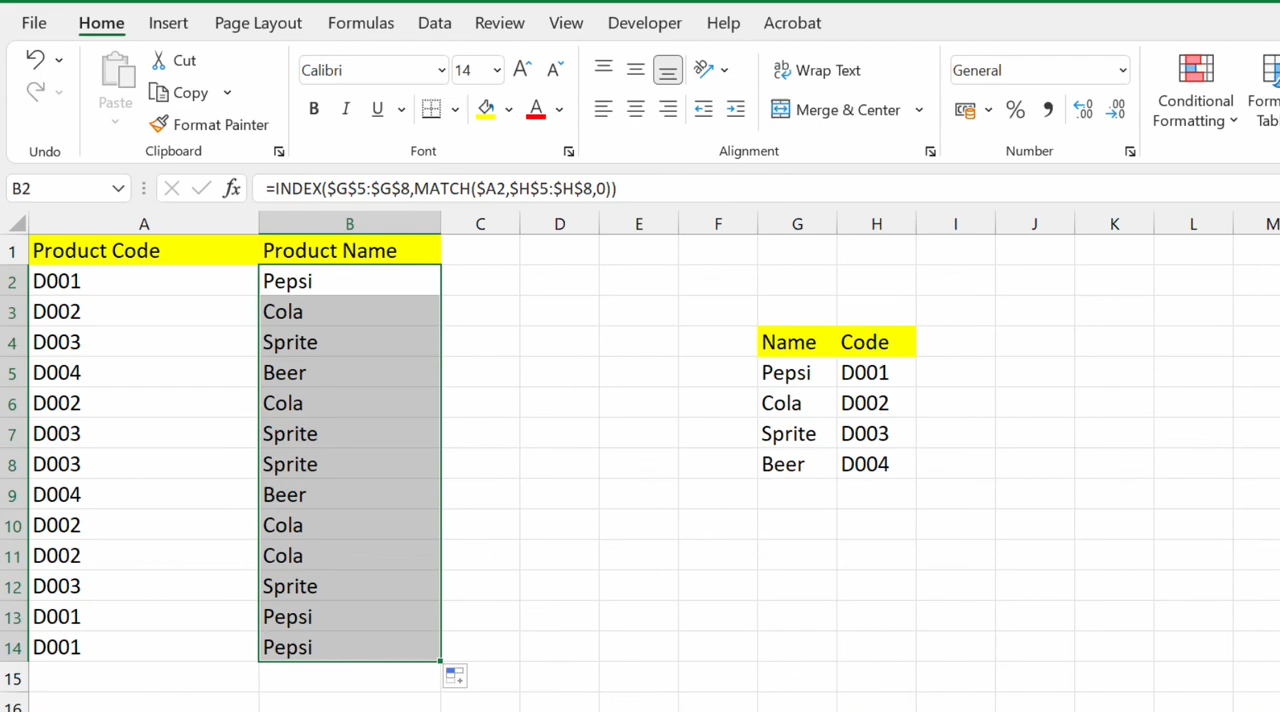 File Home Insert Page Layout Formulas Data Review View Developer Help Acrobat
Cut
Copy
Format Painter
Paste
Undo
Clipboard
Calibri 14 A A
B I U A
Font
ab Wrap Text
Merge & Center
Alignment
General
% .00 .00
Number
Conditional
Formatting
Form
Tab
B2 fx =INDEX($G$5:$G$8,MATCH($A2,$H$5:$H$8,0))
A B C D E F G H I J K L M
1 Product Code Product Name
2 D001 Pepsi
3 D002 Cola
4 D003 Sprite Name Code
5 D004 Beer Pepsi D001
6 D002 Cola Cola D002
7 D003 Sprite Sprite D003
8 D003 Sprite Beer D004
9 D004 Beer
10 D002 Cola
11 D002 Cola
12 D003 Sprite
13 D001 Pepsi
14 D001 Pepsi
15
16